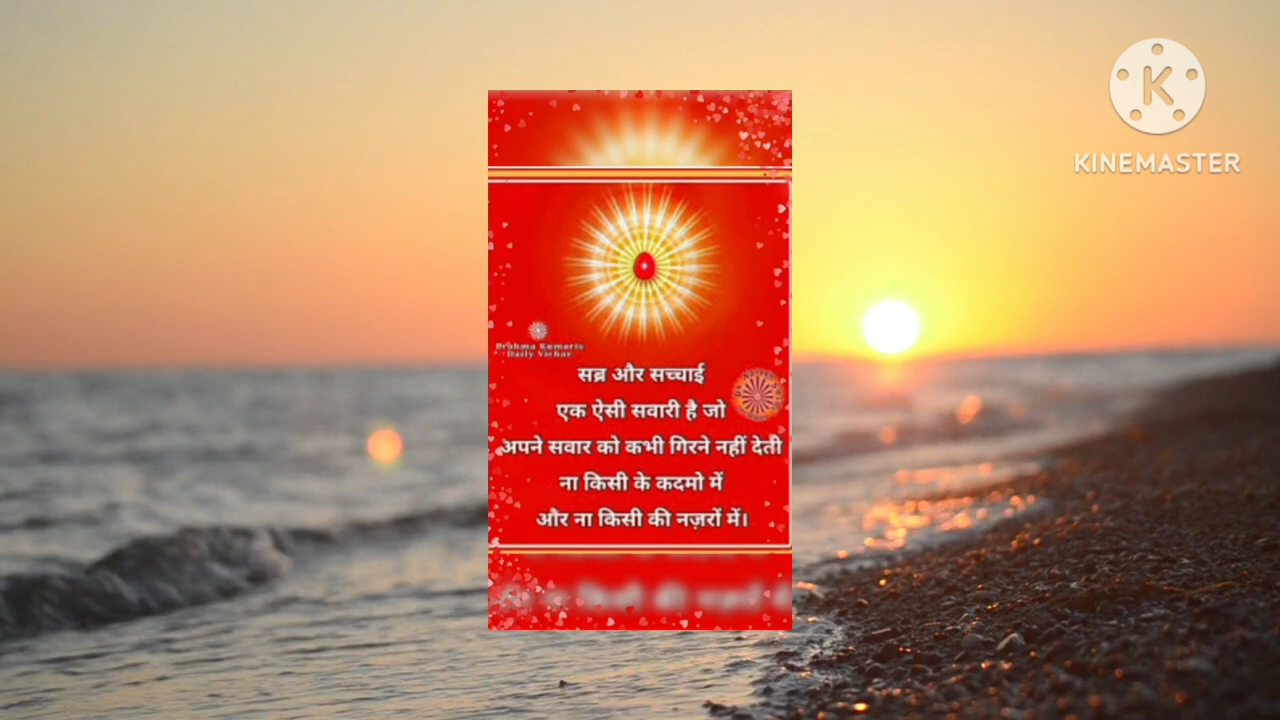 KINEMASTER
Brahma Kumaris
Daily Vichar
सब्र और सच्चाई
एक ऐसी सवारी है जो
अपने सवार को कभी गिरने नहीं देती
ना किसी के कदमो में
और ना किसी की नज़रों में।